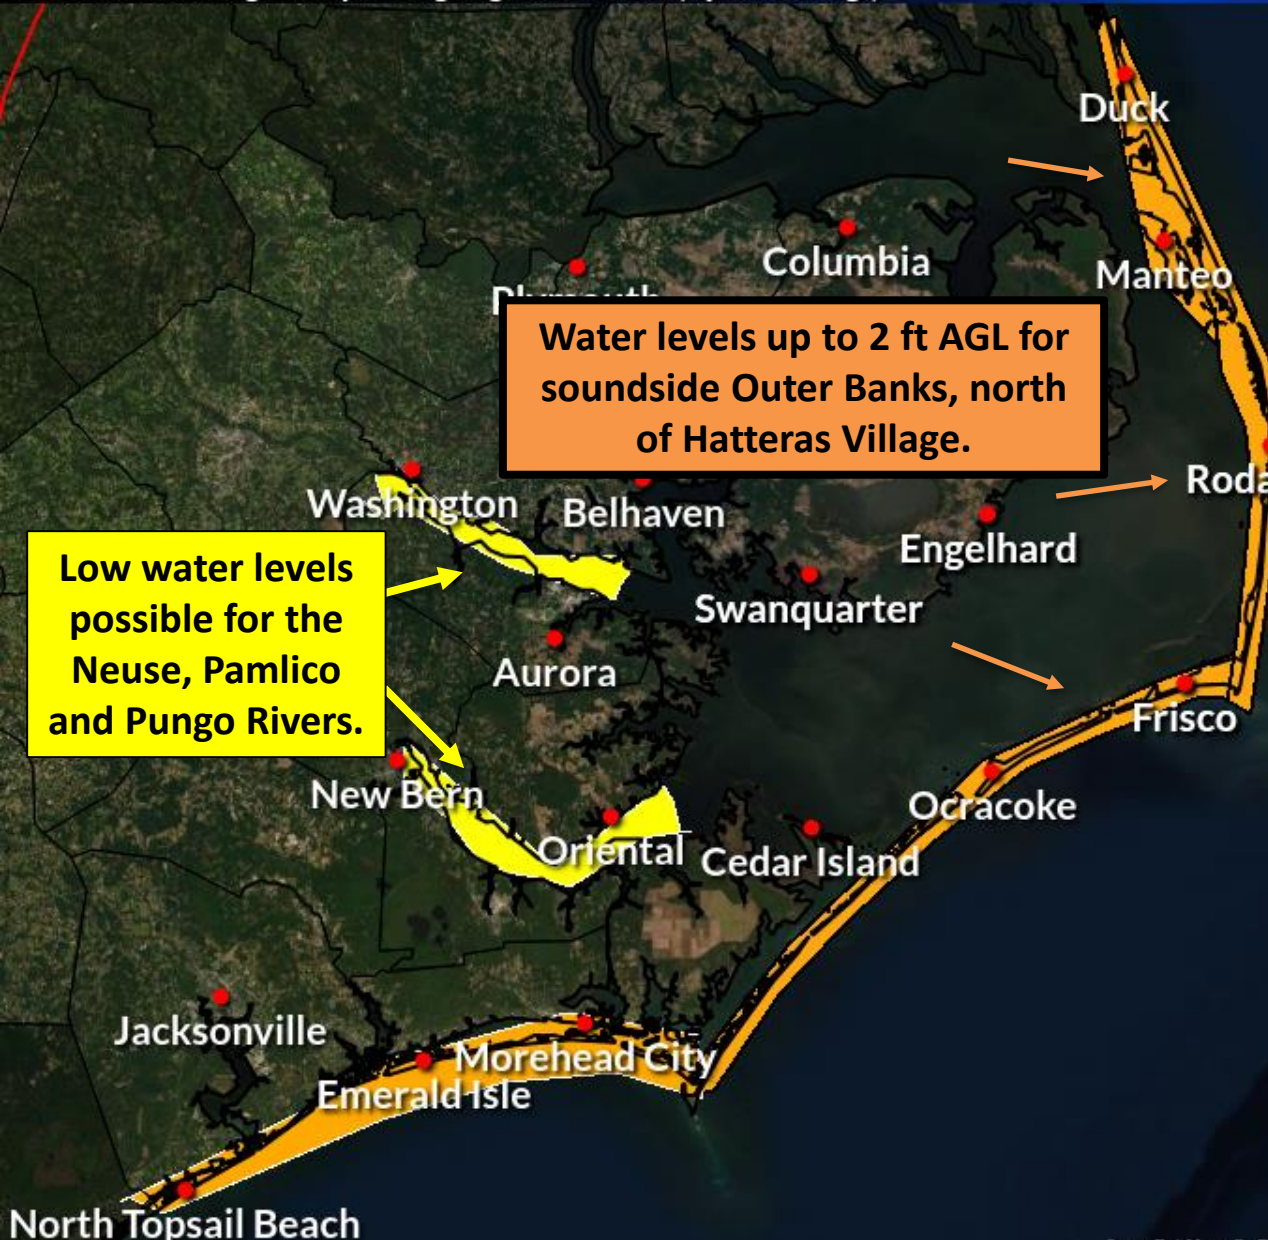 Duck
Columbia
Manteo
Plymouth
Water levels up to 2 ft AGL for
soundside Outer Banks, north
of Hatteras Village.
Washington
Belhaven
Roda
Engelhard
Low water levels
possible for the
Neuse, Pamlico
and Pungo Rivers.
Swanquarter
Aurora
Frisco
New Bern
Ocracoke
Oriental
Cedar Island
Jacksonville
Morehead City
Emerald Isle
North Topsail Beach